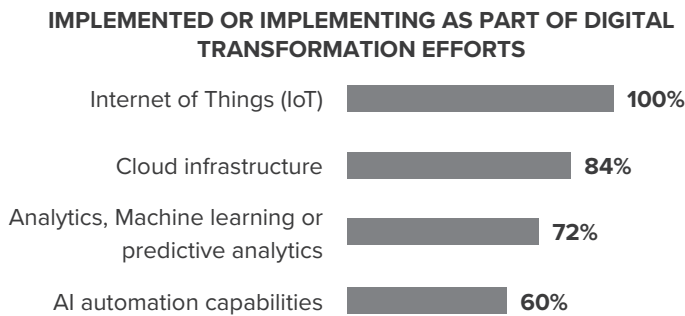 IMPLEMENTED OR IMPLEMENTING AS PART OF DIGITAL
TRANSFORMATION EFFORTS
Internet of Things (IoT) 100%
Cloud infrastructure 84%
Analytics, Machine learning or
predictive analytics 72%
AI automation capabilities 60%